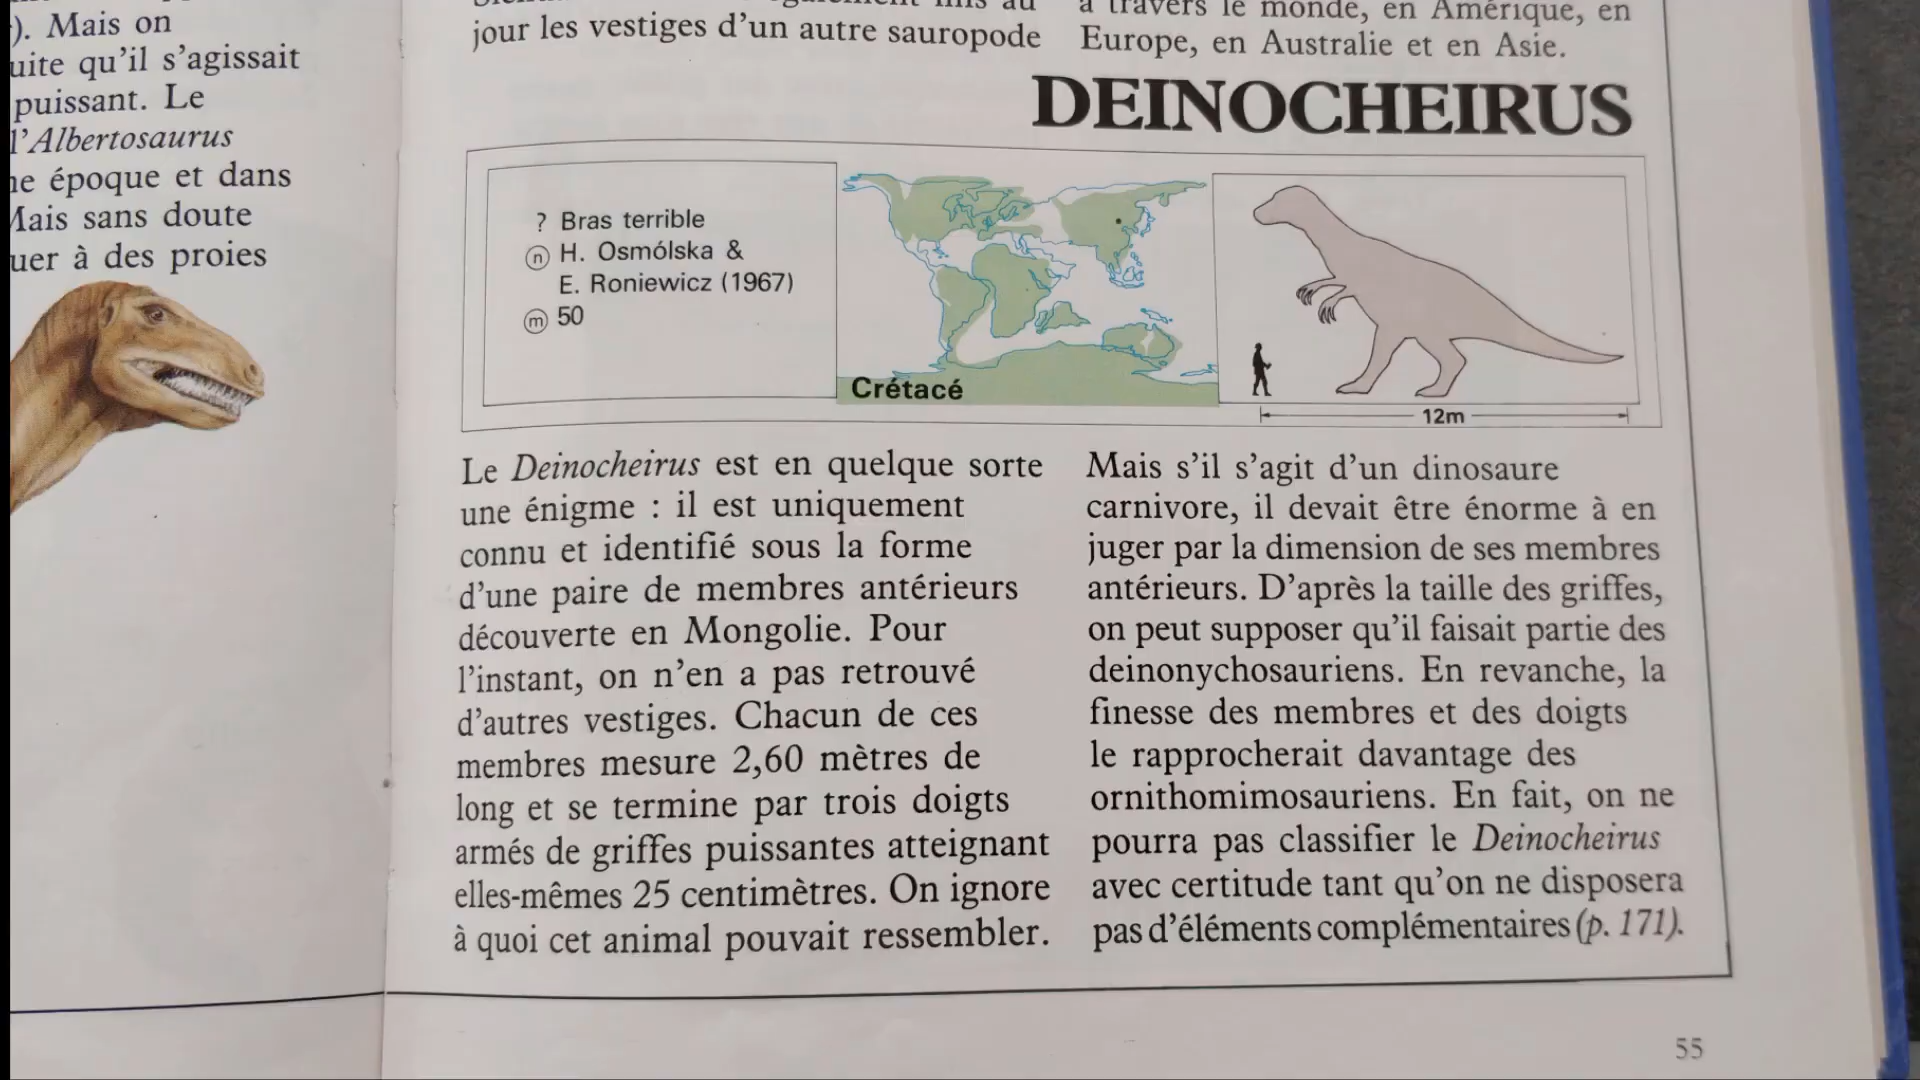 ). Mais on
uite qu'il s'agissait
puissant. Le
l'Albertosaurus
ne époque et dans
Mais sans doute
uer à des proies
jour les vestiges d'un autre sauropode
à travers le monde, en Amérique, en
Europe, en Australie et en Asie.
DEINOCHEIRUS
? Bras terrible
n H. Osmólska &
E. Roniewicz (1967)
m 50
Crétacé
12m
Le Deinocheirus est en quelque sorte
une énigme : il est uniquement
connu et identifié sous la forme
d'une paire de membres antérieurs
découverte en Mongolie. Pour
l'instant, on n'en a pas retrouvé
d'autres vestiges. Chacun de ces
membres mesure 2,60 mètres de
long et se termine par trois doigts
armés de griffes puissantes atteignant
elles-mêmes 25 centimètres. On ignore
à quoi cet animal pouvait ressembler.
Mais s'il s'agit d'un dinosaure
carnivore, il devait être énorme à en
juger par la dimension de ses membres
antérieurs. D'après la taille des griffes,
on peut supposer qu'il faisait partie des
deinonychosauriens. En revanche, la
finesse des membres et des doigts
le rapprocherait davantage des
ornithomimosauriens. En fait, on ne
pourra pas classifier le Deinocheirus
avec certitude tant qu'on ne disposera
pas d'éléments complémentaires (p. 171).
55